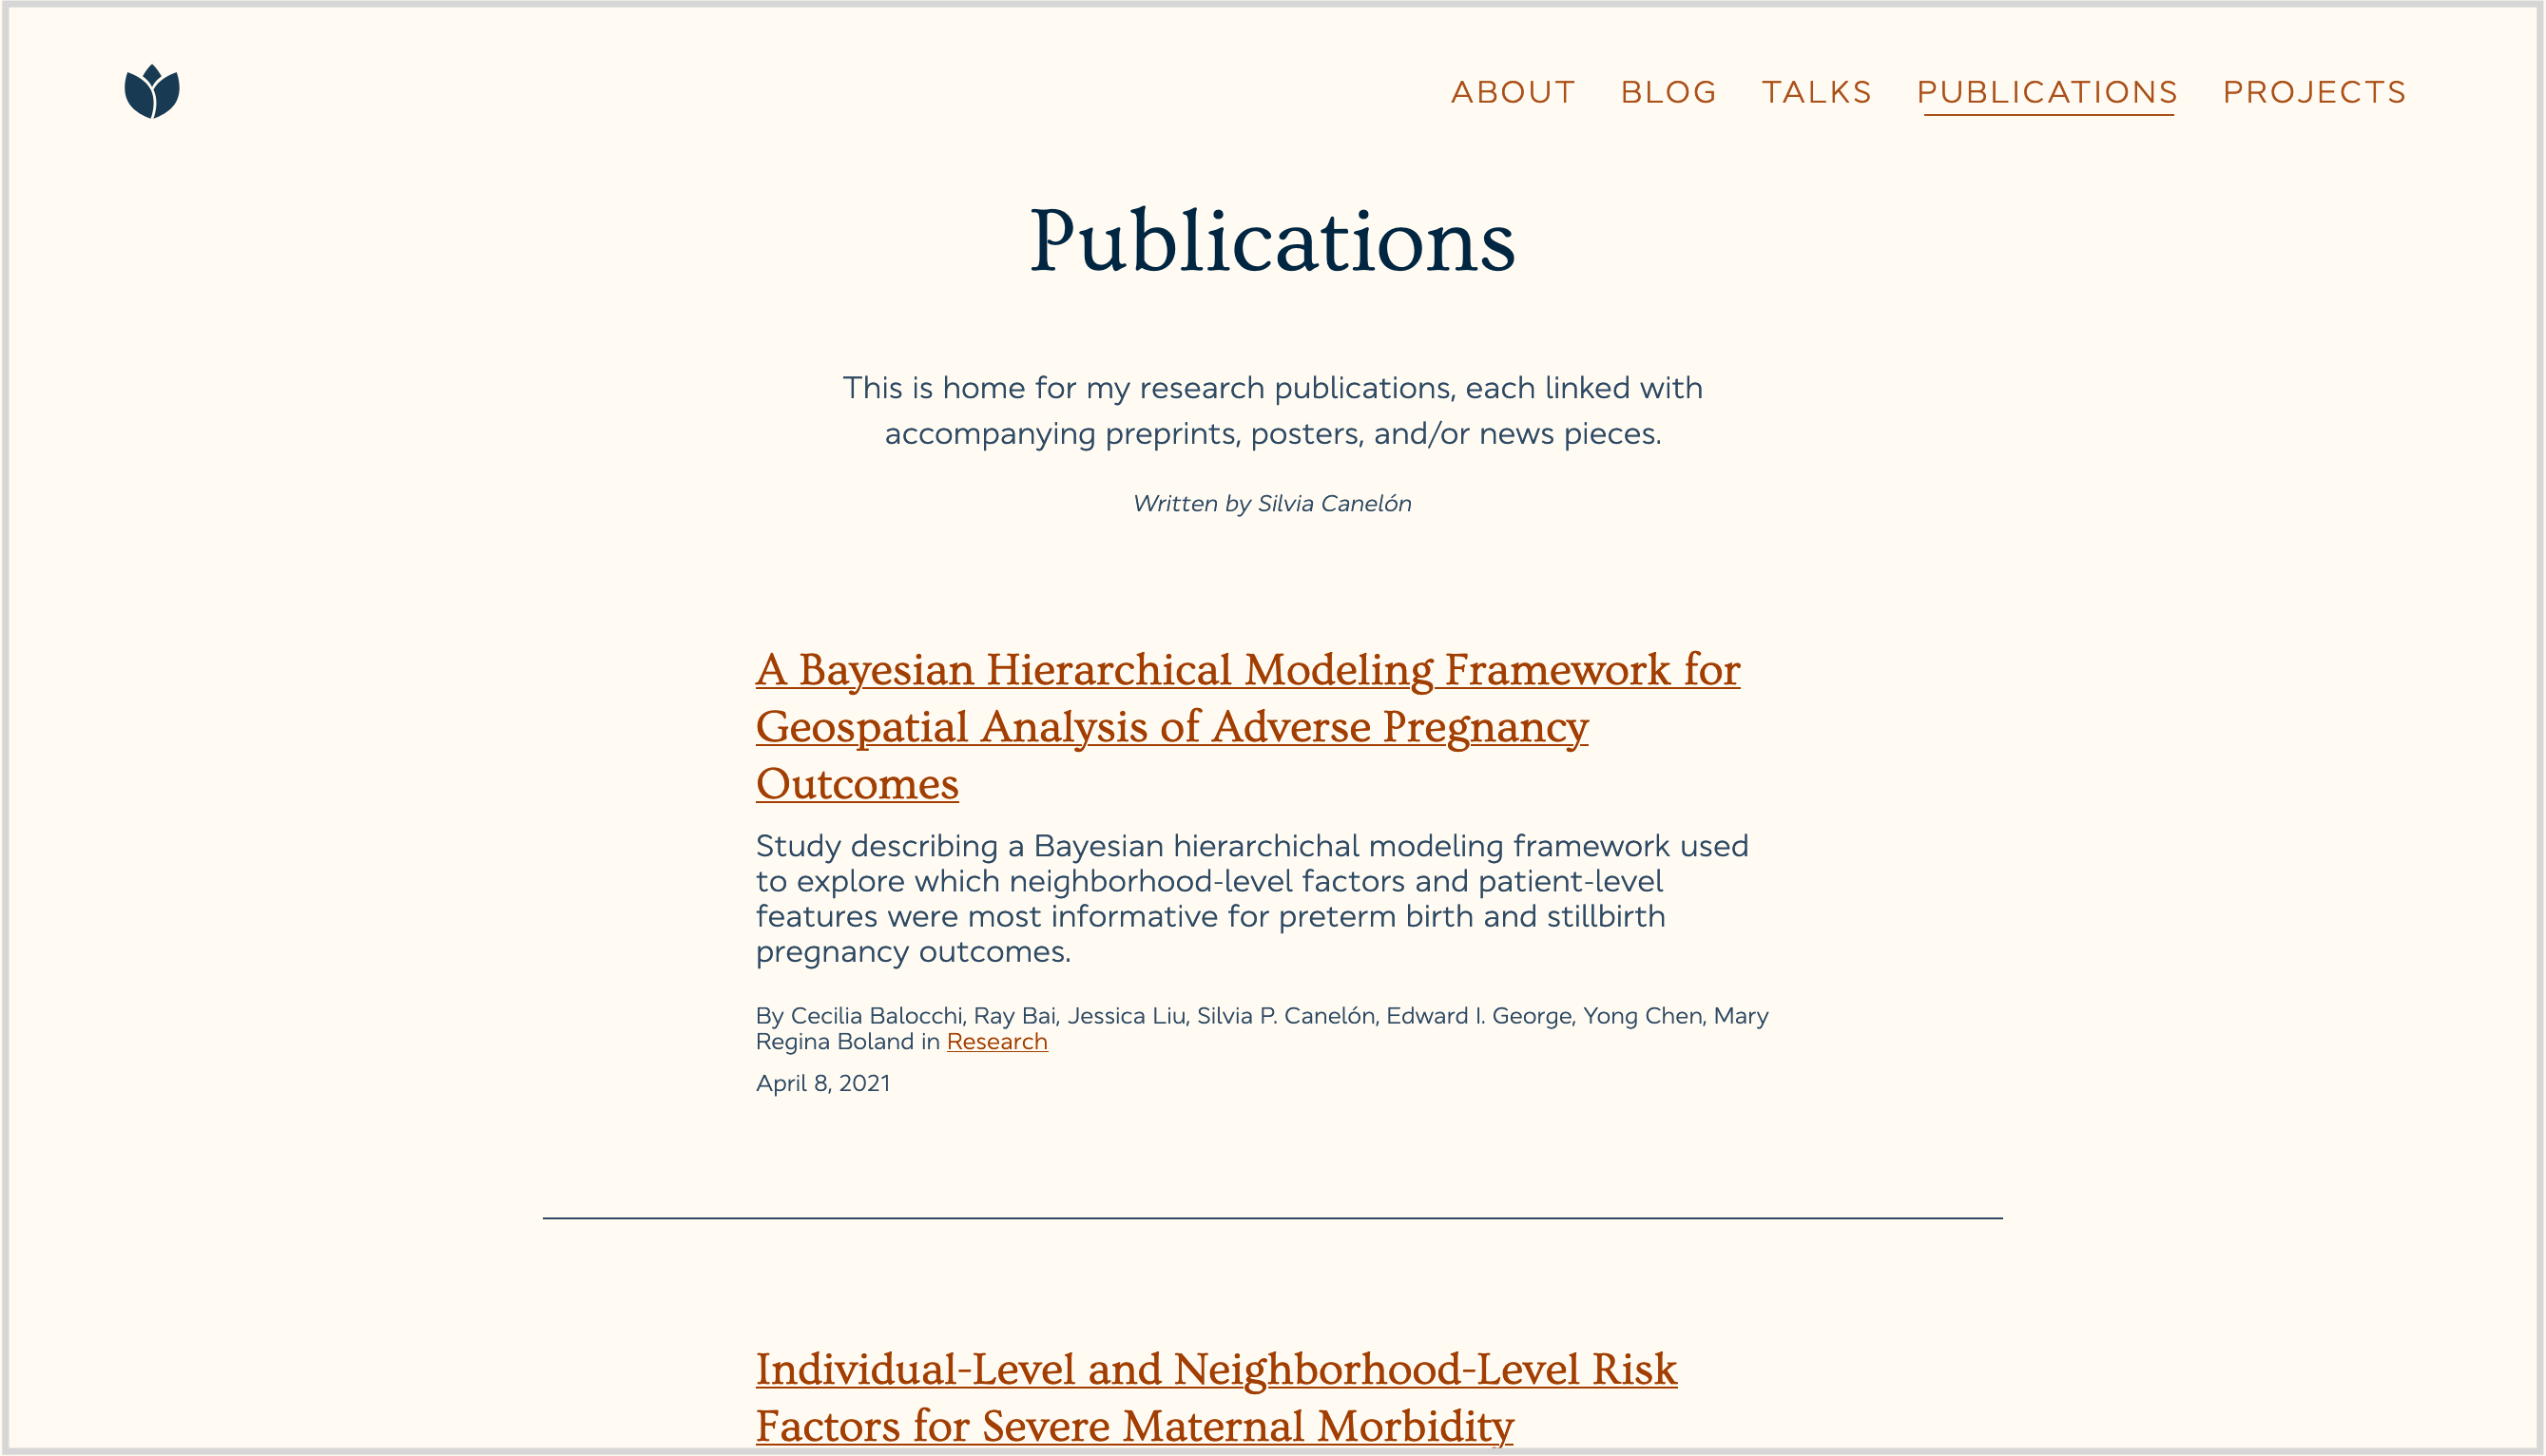 ABOUT BLOG TALKS PUBLICATIONS PROJECTS
Publications
This is home for my research publications, each linked with
accompanying preprints, posters, and/or news pieces.
Written by Silvia Canelón
A Bayesian Hierarchical Modeling Framework for
Geospatial Analysis of Adverse Pregnancy
Outcomes
Study describing a Bayesian hierarchichal modeling framework used
to explore which neighborhood-level factors and patient-level
features were most informative for preterm birth and stillbirth
pregnancy outcomes.
By Cecilia Balocchi, Ray Bai, Jessica Liu, Silvia P. Canelón, Edward I. George, Yong Chen, Mary
Regina Boland in Research
April 8, 2021
Individual-Level and Neighborhood-Level Risk
Factors for Severe Maternal Morbidity